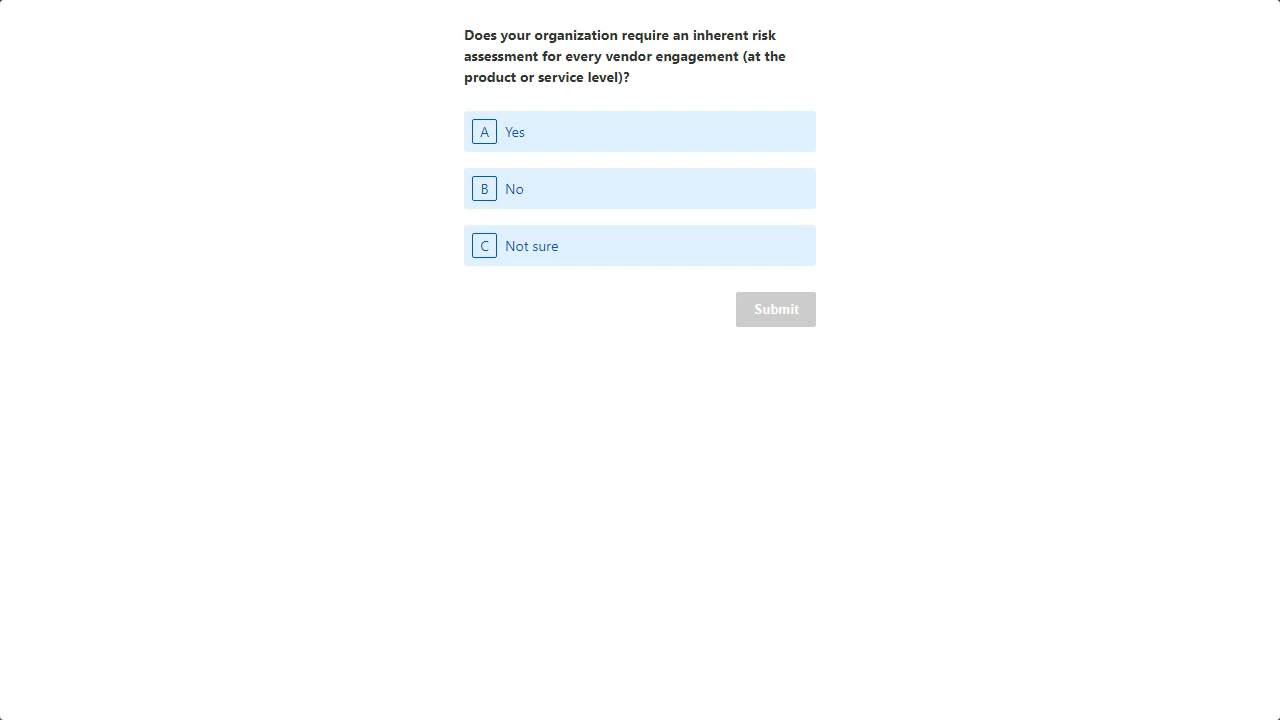 Does your organization require an inherent risk
assessment for every vendor engagement (at the
product or service level)?
A Yes
B No
C Not sure
Submit